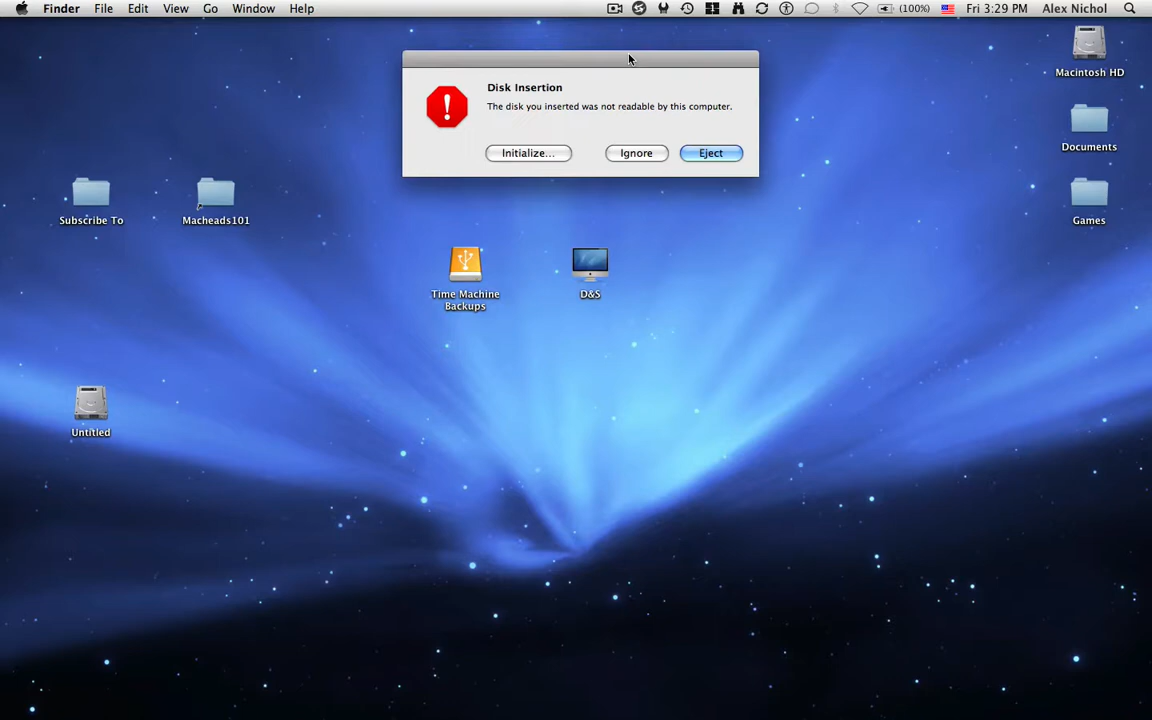 Finder File Edit View Go Window Help (100%) Fri 3:29 PM Alex Nichol
Macintosh HD
Disk Insertion
The disk you inserted was not readable by this computer.
Initialize... Ignore Eject
Documents
Subscribe To Macheads101 Games
Time Machine
Backups
D&S
Untitled